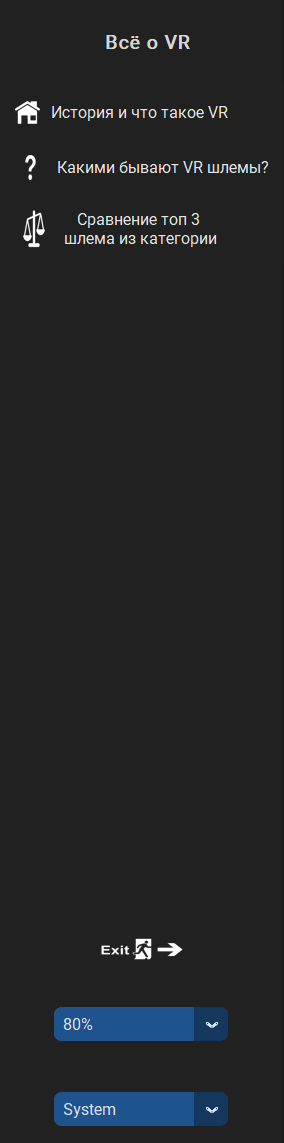 Всё о VR
История и что такое VR
Какими бывают VR шлемы?
Сравнение топ 3
шлема из категории
Exit
80%
System